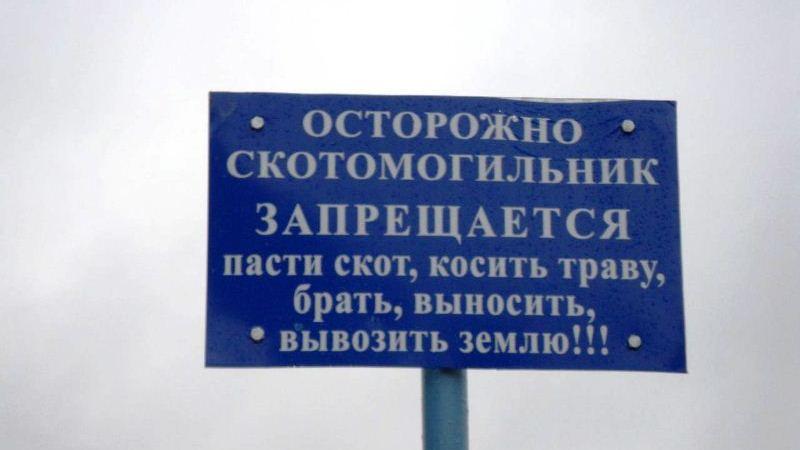 ОСТОРОЖНО
СКОТОМОГИЛЬНИК
ЗАПРЕЩАЕТСЯ
пасти скот, косить траву,
брать, выносить,
вывозить землю!!!